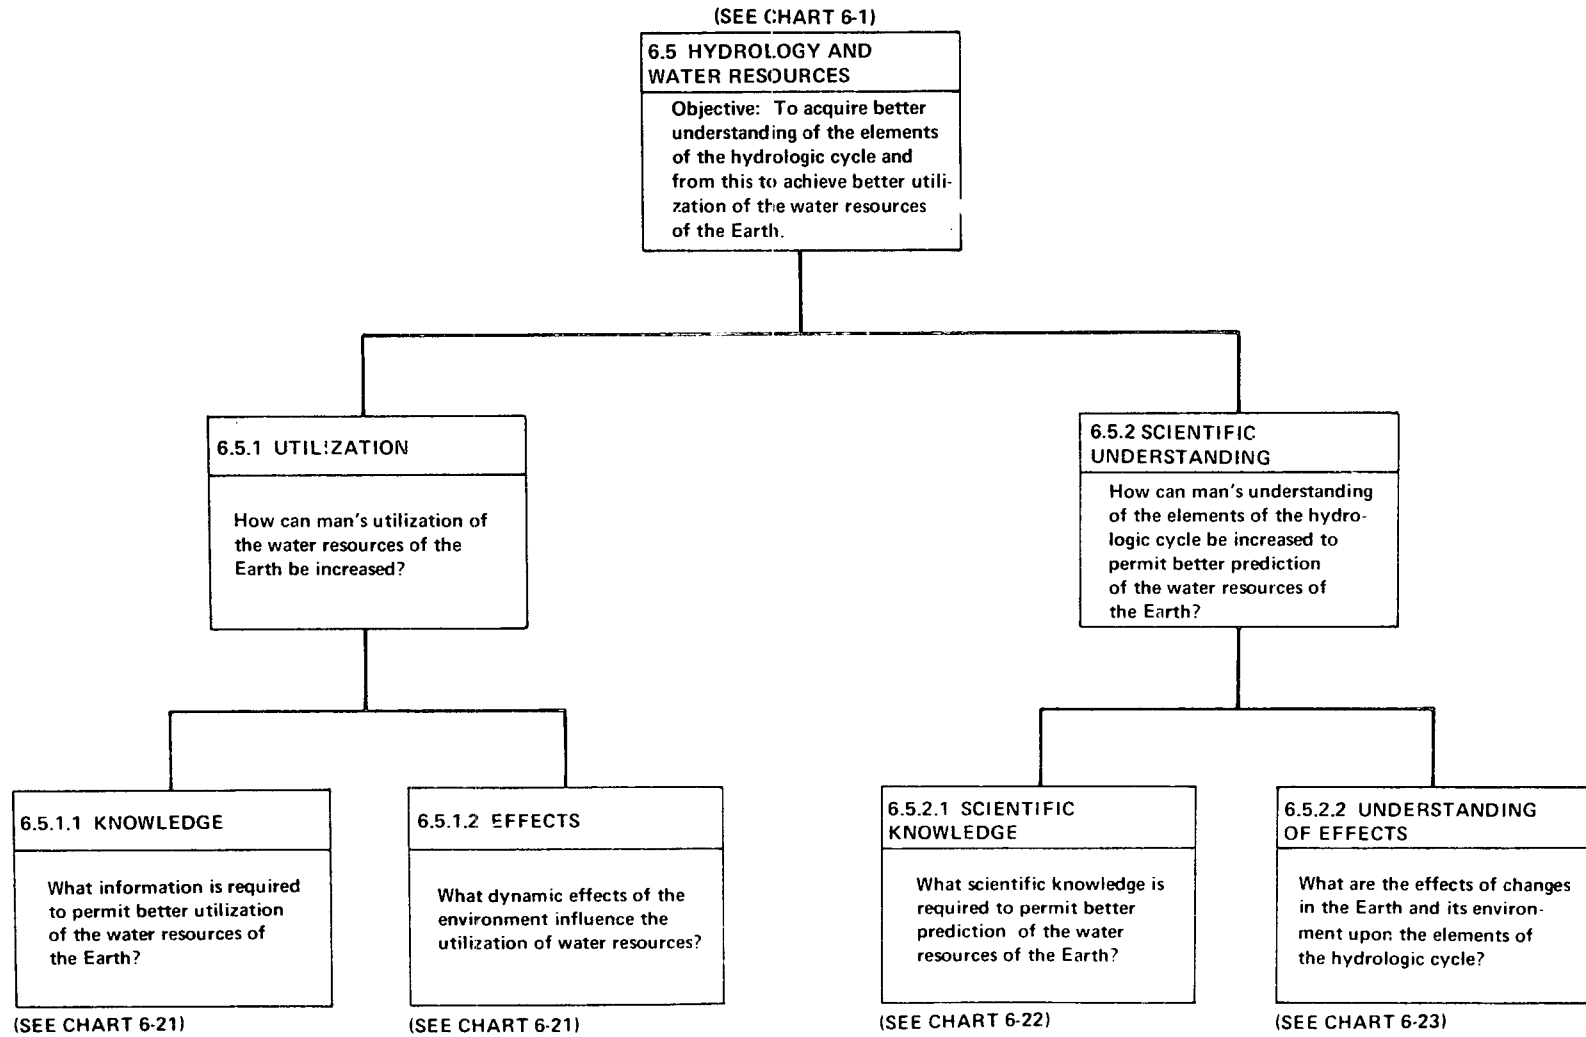 (SEE CHART 6-1)
6.5 HYDROLOGY AND
WATER RESOURCES
Objective: To acquire better
understanding of the elements
of the hydrologic cycle and
from this to achieve better utili-
zation of the water resources
of the Earth.
6.5.1 UTILIZATION
How can man's utilization of
the water resources of the
Earth be increased?
6.5.2 SCIENTIFIC
UNDERSTANDING
How can man's understanding
of the elements of the hydro-
logic cycle be increased to
permit better prediction
of the water resources of
the Earth?
6.5.1.1 KNOWLEDGE
What information is required
to permit better utilization
of the water resources of
the Earth?
(SEE CHART 6-21)
6.5.1.2 EFFECTS
What dynamic effects of the
environment influence the
utilization of water resources?
(SEE CHART 6-21)
6.5.2.1 SCIENTIFIC
KNOWLEDGE
What scientific knowledge is
required to permit better
prediction of the water
resources of the Earth?
(SEE CHART 6-22)
6.5.2.2 UNDERSTANDING
OF EFFECTS
What are the effects of changes
in the Earth and its environ-
ment upon the elements of
the hydrologic cycle?
(SEE CHART 6-23)